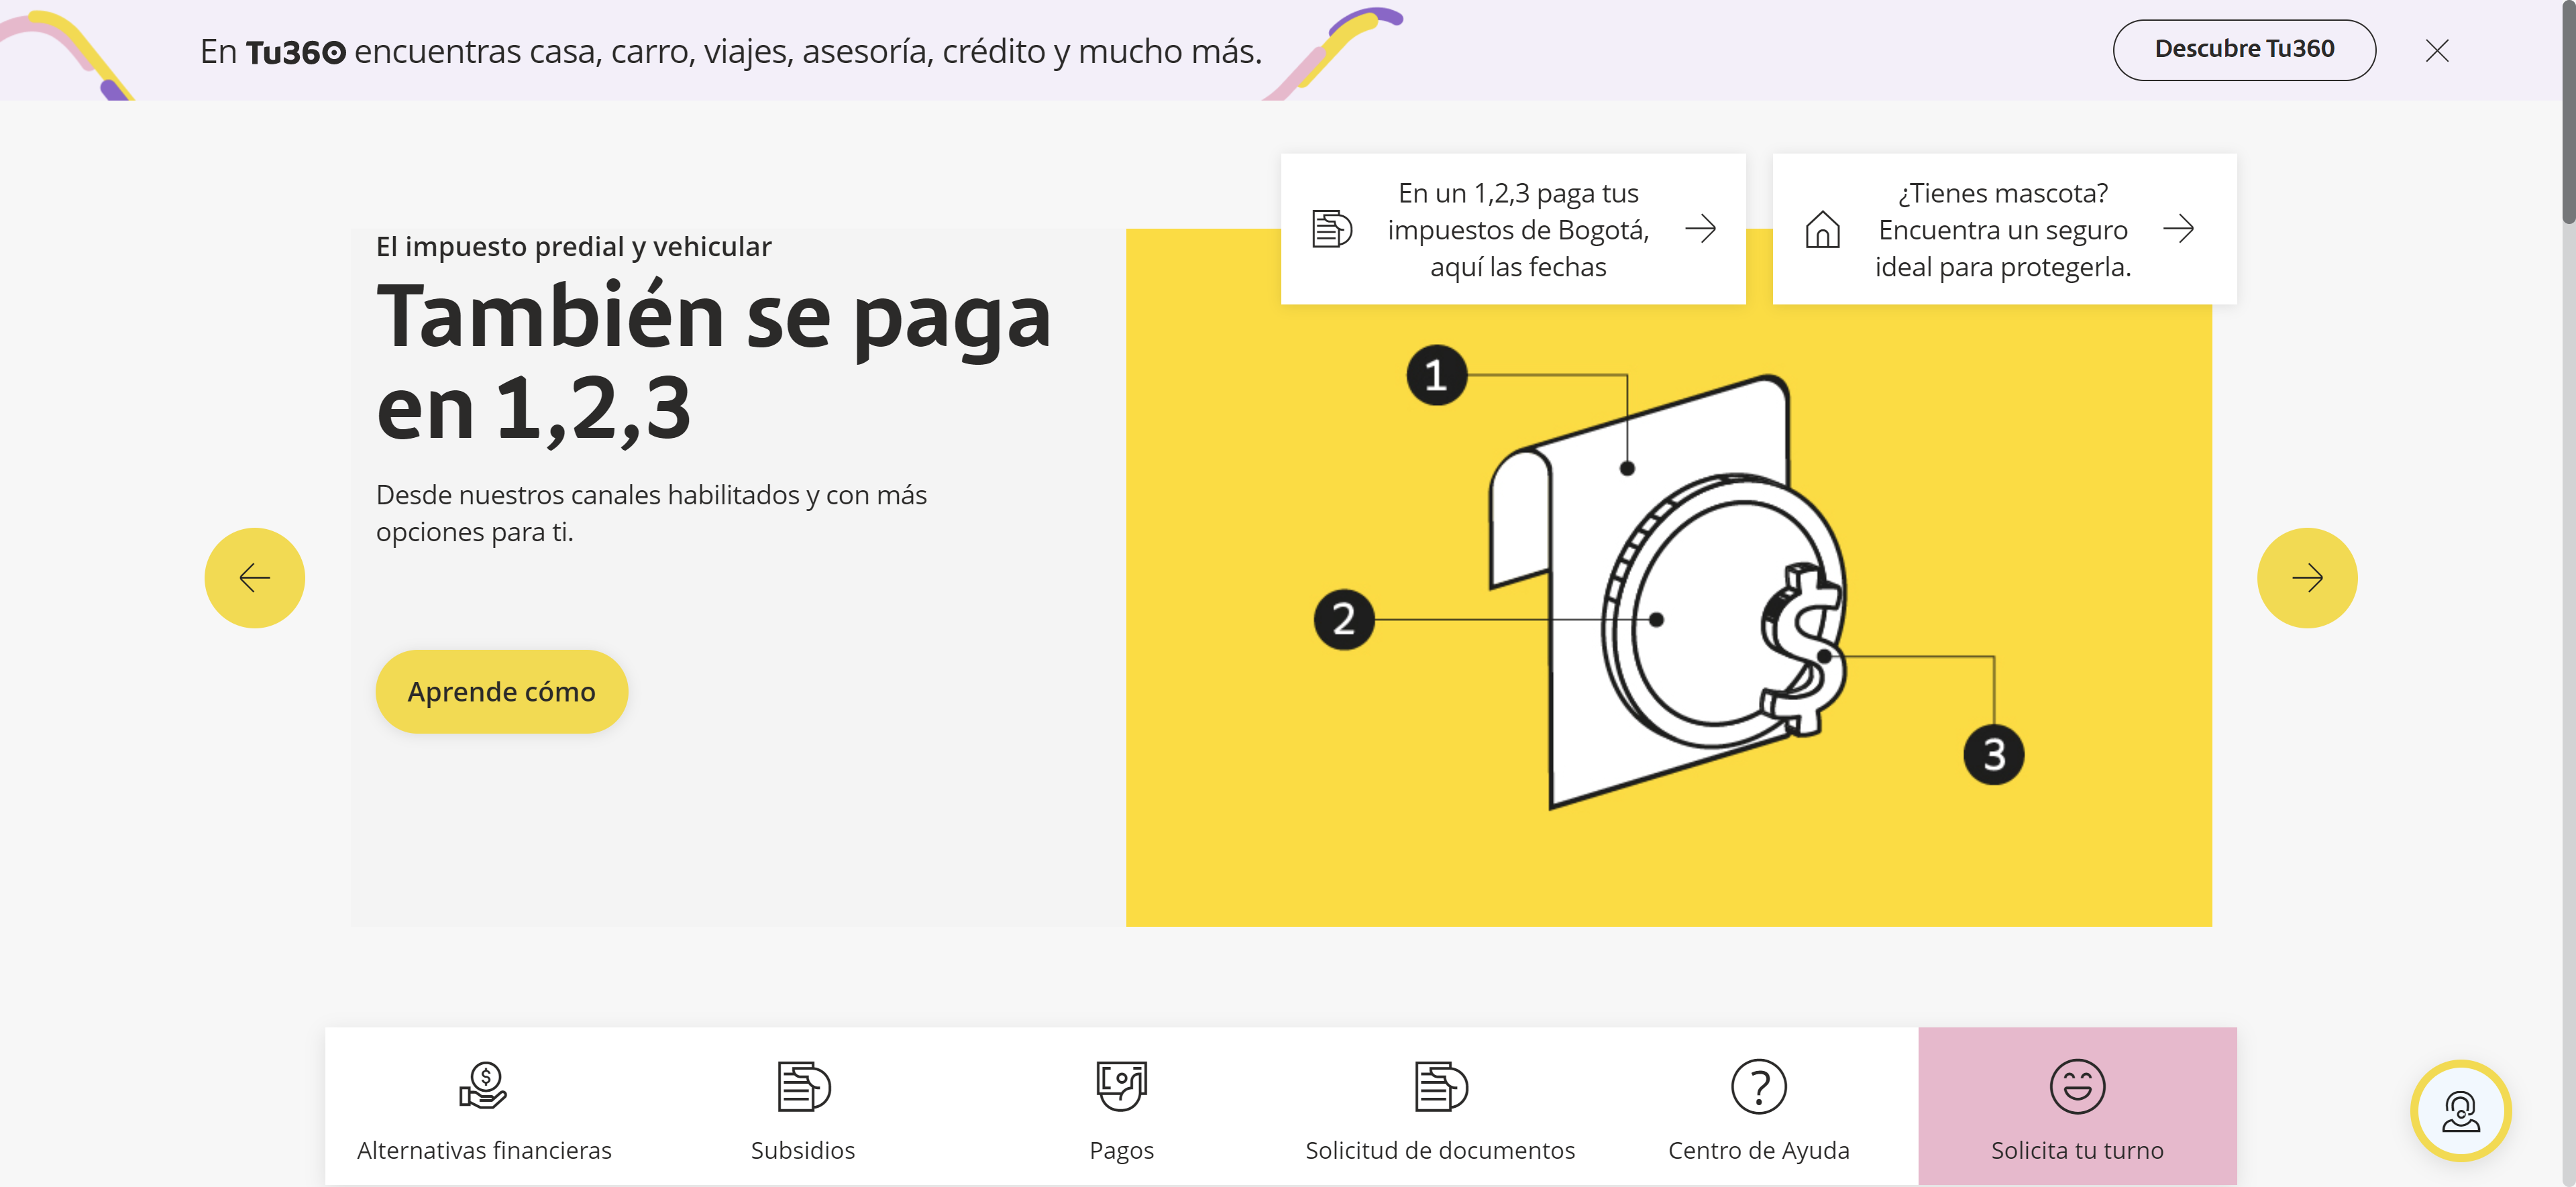 En Tu360 encuentras casa, carro, viajes, asesoría, crédito y mucho más.
Descubre Tu360
En un 1,2,3 paga tus
impuestos de Bogotá,
aquí las fechas
¿Tienes mascota?
Encuentra un seguro
ideal para protegerla.
El impuesto predial y vehicular
También se paga
en 1,2,3
Desde nuestros canales habilitados y con más
opciones para ti.
Aprende cómo
1
2
3
$
$
Alternativas financieras
Subsidios
Pagos
Solicitud de documentos
?
Centro de Ayuda
Solicita tu turno